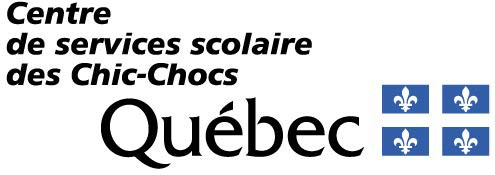 Centre
de services scolaire
des Chic-Chocs
Québec